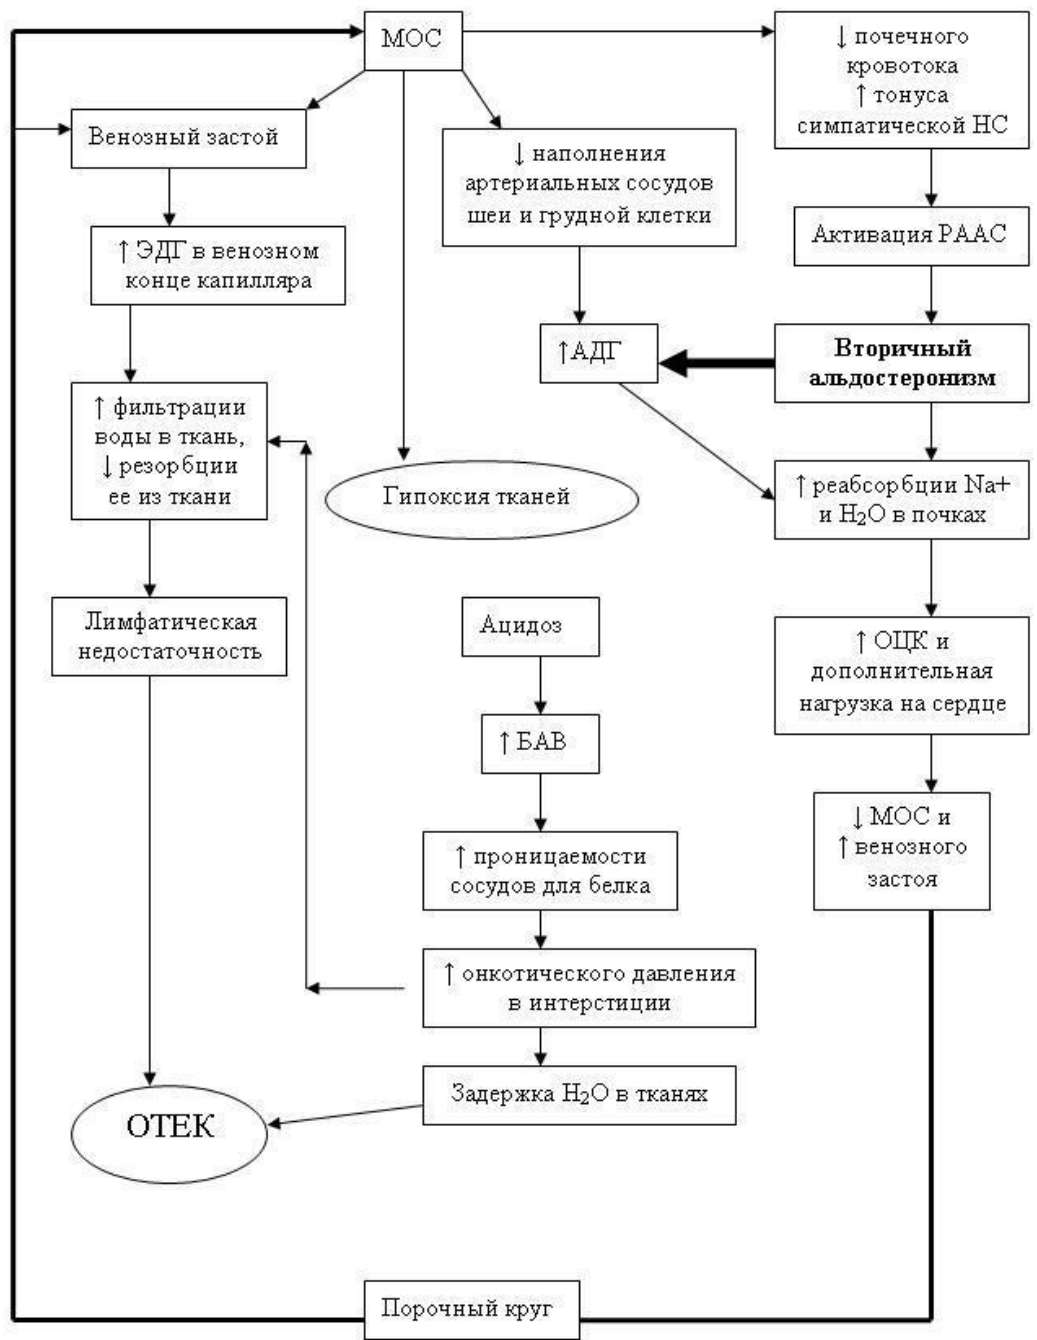 МОС
↓ почечного
кровотока
↑ тонуса
симпатической НС
Венозный застой
↓ наполнения
артериальных сосудов
шеи и грудной клетки
Активация РААС
↑ ЭДГ в венозном
конце капилляра
↑АДГ
Вторичный
альдостеронизм
↑ фильтрации
воды в ткань,
↓ резорбции
ее из ткани
Гипоксия тканей
↑ реабсорбции Na+
и H₂O в почках
Лимфатическая
недостаточность
Ацидоз
↑ ОЦК и
дополнительная
нагрузка на сердце
↑ БАВ
↓ МОС и
↑ венозного
застоя
↑ проницаемости
сосудов для белка
↑ онкотического давления
в интерстиции
Задержка H₂O в тканях
ОТЕК
Порочный круг